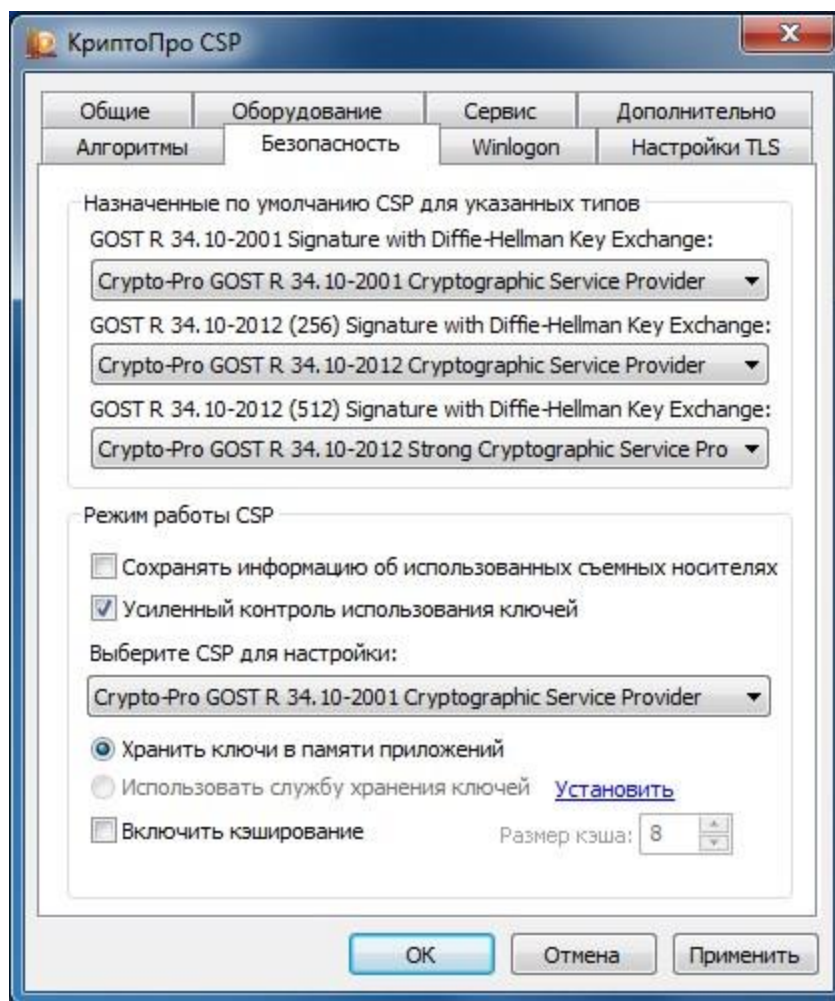 КриптоПро CSP
Общие
Оборудование
Сервис
Дополнительно
Алгоритмы
Безопасность
Winlogon
Настройки TLS
Назначенные по умолчанию CSP для указанных типов
GOST R 34.10-2001 Signature with Diffie-Hellman Key Exchange:
Crypto-Pro GOST R 34.10-2001 Cryptographic Service Provider
GOST R 34.10-2012 (256) Signature with Diffie-Hellman Key Exchange:
Crypto-Pro GOST R 34.10-2012 Cryptographic Service Provider
GOST R 34.10-2012 (512) Signature with Diffie-Hellman Key Exchange:
Crypto-Pro GOST R 34.10-2012 Strong Cryptographic Service Pro
Режим работы CSP
Сохранять информацию об использованных съемных носителях
Усиленный контроль использования ключей
Выберите CSP для настройки:
Crypto-Pro GOST R 34.10-2001 Cryptographic Service Provider
Хранить ключи в памяти приложений
Использовать службу хранения ключей Установить
Включить кэширование Размер кэша: 8
ОК
Отмена
Применить